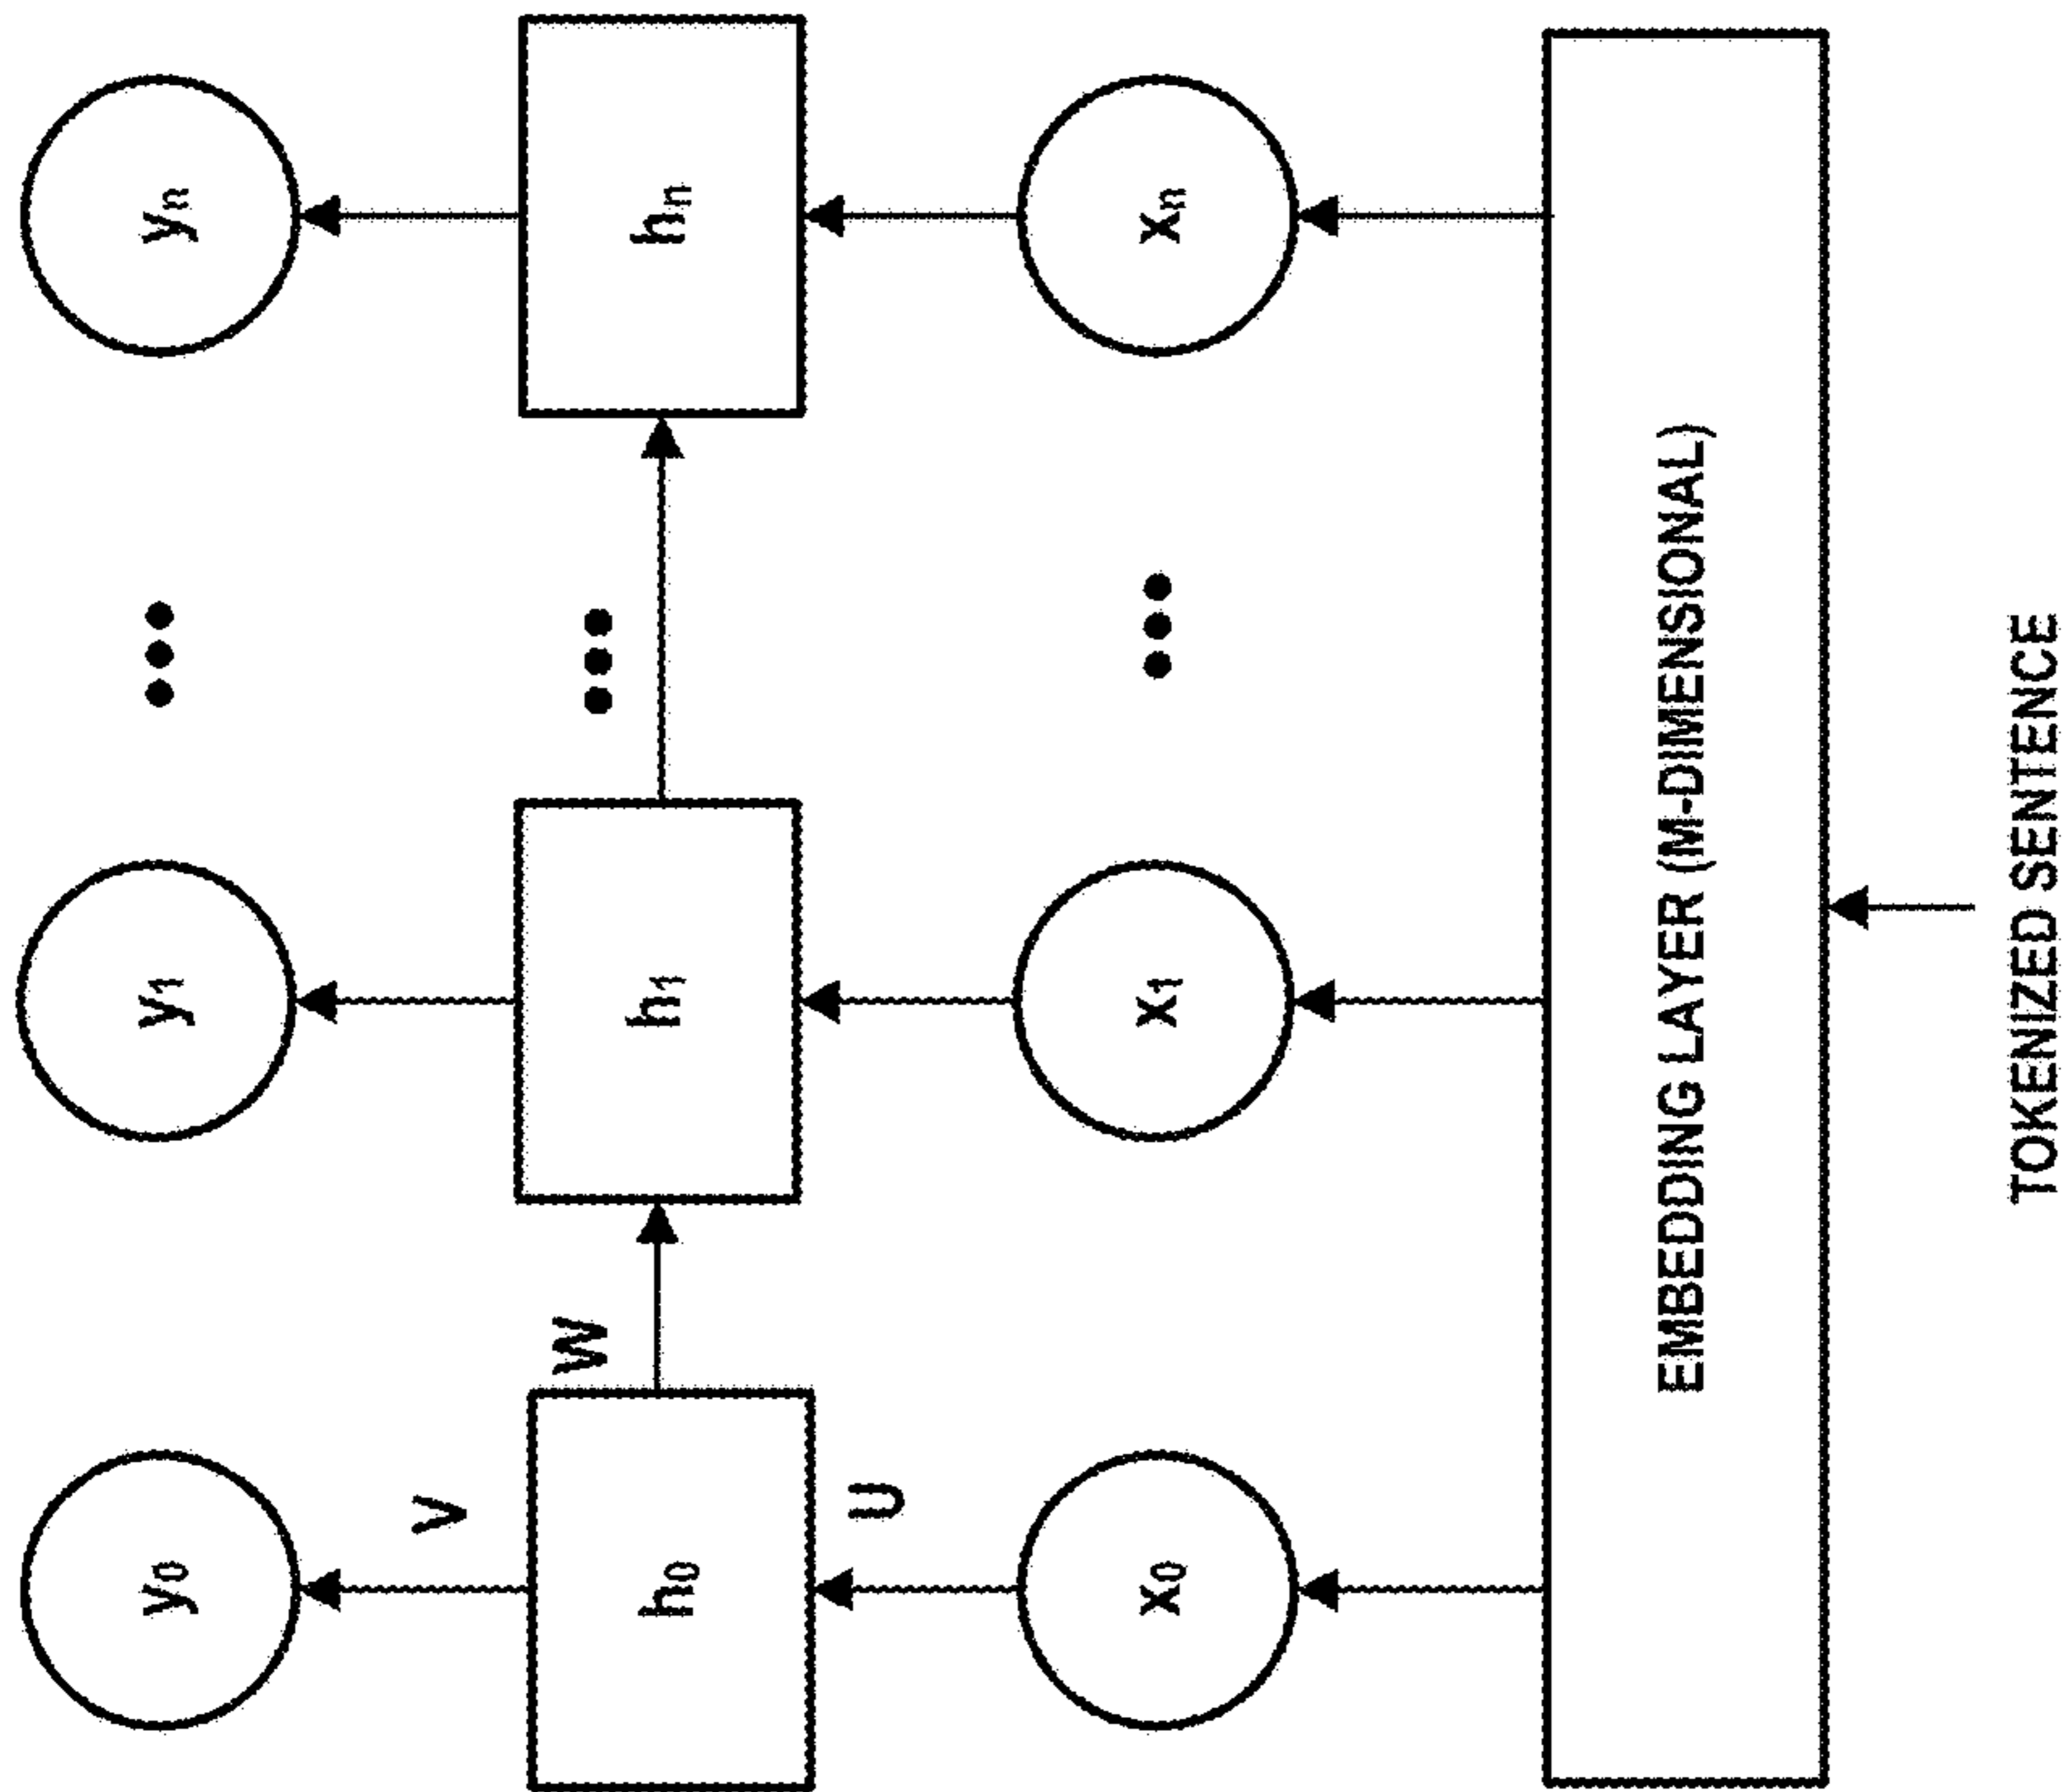 y0
y1
yn
V
W
h0
h1
hn
U
x0
x1
xn
EMBEDDING LAYER (M-DIMENSIONAL)
TOKENIZED SENTENCE